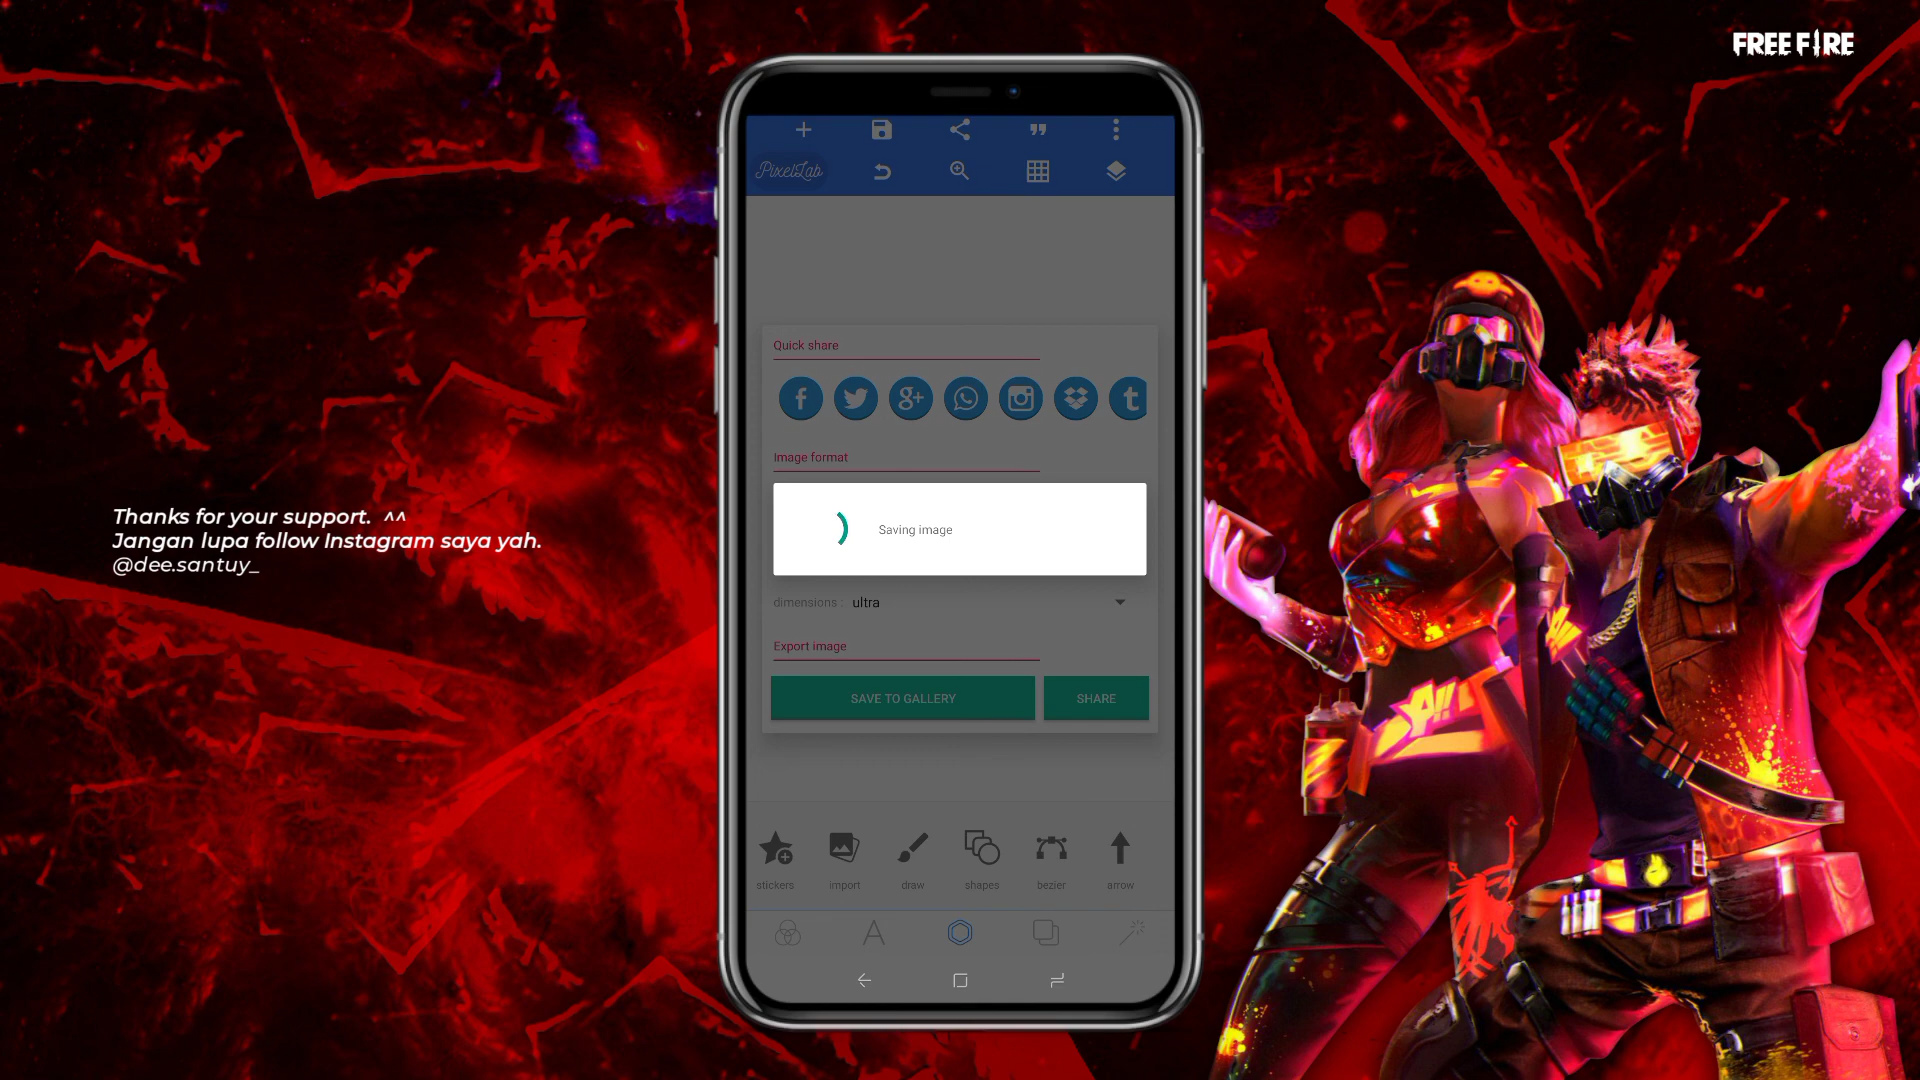 FREE FIRE
PixelLab
Quick share
Image format
Saving image
Thanks for your support. ^^
Jangan lupa follow Instagram saya yah.
@dee.santuy_
dimensions : ultra
Export image
SAVE TO GALLERY SHARE
stickers import draw shapes bezier arrow